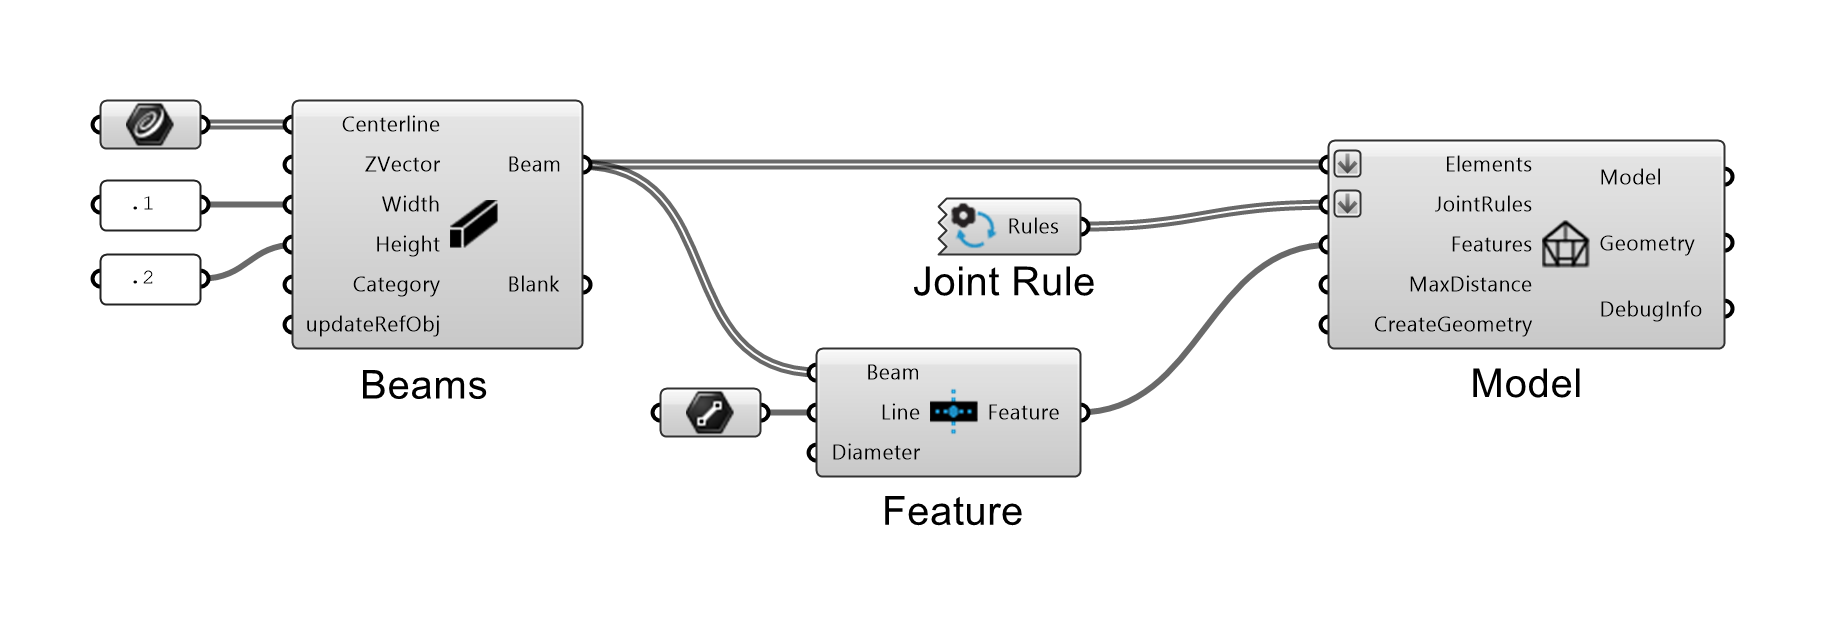 .1
.2
Centerline
ZVector
Width
Height
Category
updateRefObj
Beam
Blank
Beams
Rules
Joint Rule
Beam
Line
Diameter
Feature
Feature
Elements
JointRules
Features
MaxDistance
CreateGeometry
Model
Geometry
DebugInfo
Model